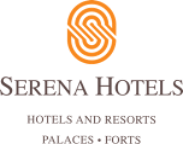 SERENA HOTELS
HOTELS AND RESORTS
PALACES • FORTS